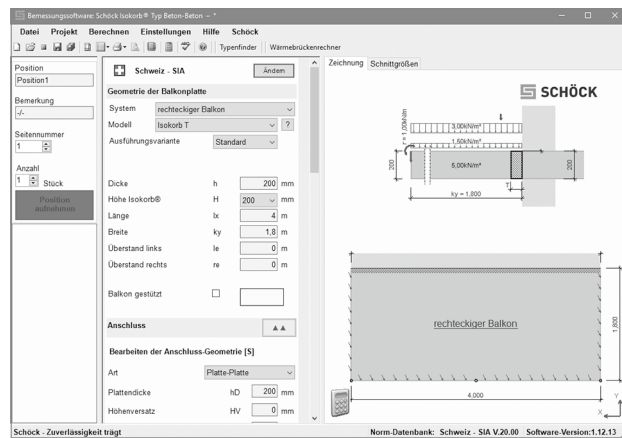 Bemessungssoftware: Schöck Isokorb® Typ Beton-Beton – *
Datei Projekt Berechnen Einstellungen Hilfe Schöck
Typenfinder Wärmebrückenrechner
Position
Position1
Bemerkung
-/-
Seitennummer
1
Anzahl
1 Stück
Position
aufnehmen
Schweiz - SIA Ändern
Geometrie der Balkonplatte
System rechteckiger Balkon
Modell Isokorb T ?
Ausführungsvariante Standard
Dicke h 200 mm
Höhe Isokorb® H 200 mm
Länge lx 4 m
Breite ky 1,8 m
Überstand links le 0 m
Überstand rechts re 0 m
Balkon gestützt
Anschluss
Bearbeiten der Anschluss-Geometrie [S]
Art Platte-Platte
Plattendicke hD 200 mm
Höhenversatz HV 0 mm
Zeichnung Schnittgrößen
SCHÖCK
r = 1,00kN/m
3,00kN/m²
1,50kN/m²
5,00kN/m²
200
200
T
ky = 1,800
rechteckiger Balkon
1,800
4,000
Y
X
Schöck - Zuverlässigkeit trägt
Norm-Datenbank: Schweiz - SIA V.20.00 Software-Version:1.12.13